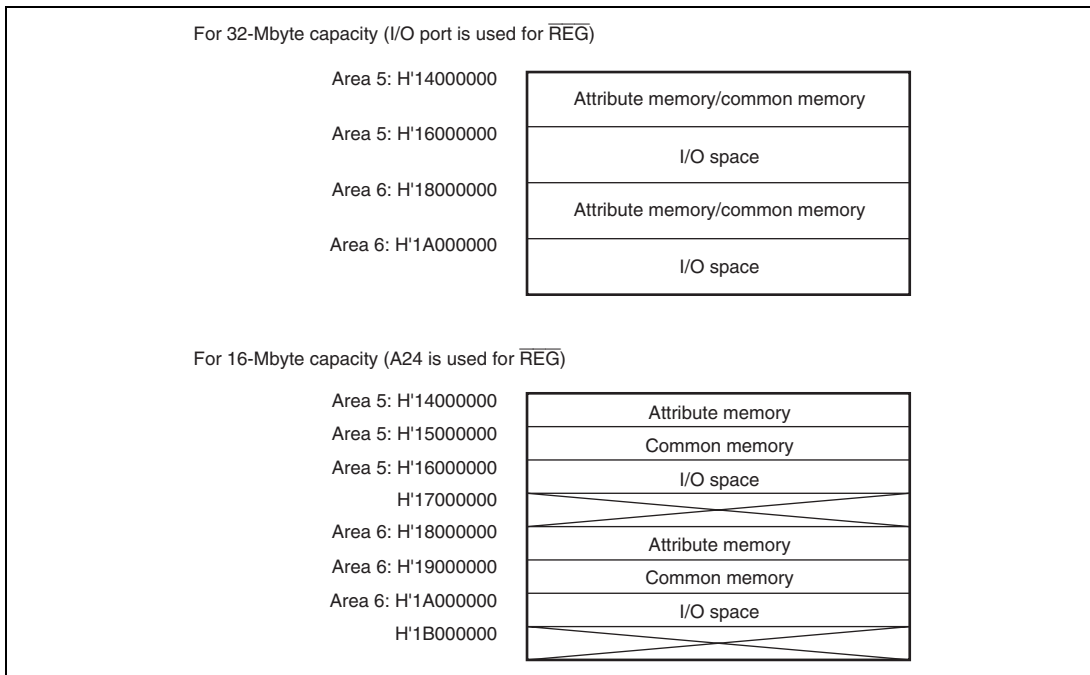 For 32-Mbyte capacity (I/O port is used for R̅E̅G̅)
Area 5: H'14000000
Attribute memory/common memory
Area 5: H'16000000
I/O space
Area 6: H'18000000
Attribute memory/common memory
Area 6: H'1A000000
I/O space
For 16-Mbyte capacity (A24 is used for R̅E̅G̅)
Area 5: H'14000000
Attribute memory
Area 5: H'15000000
Common memory
Area 5: H'16000000
I/O space
H'17000000
Area 6: H'18000000
Attribute memory
Area 6: H'19000000
Common memory
Area 6: H'1A000000
I/O space
H'1B000000